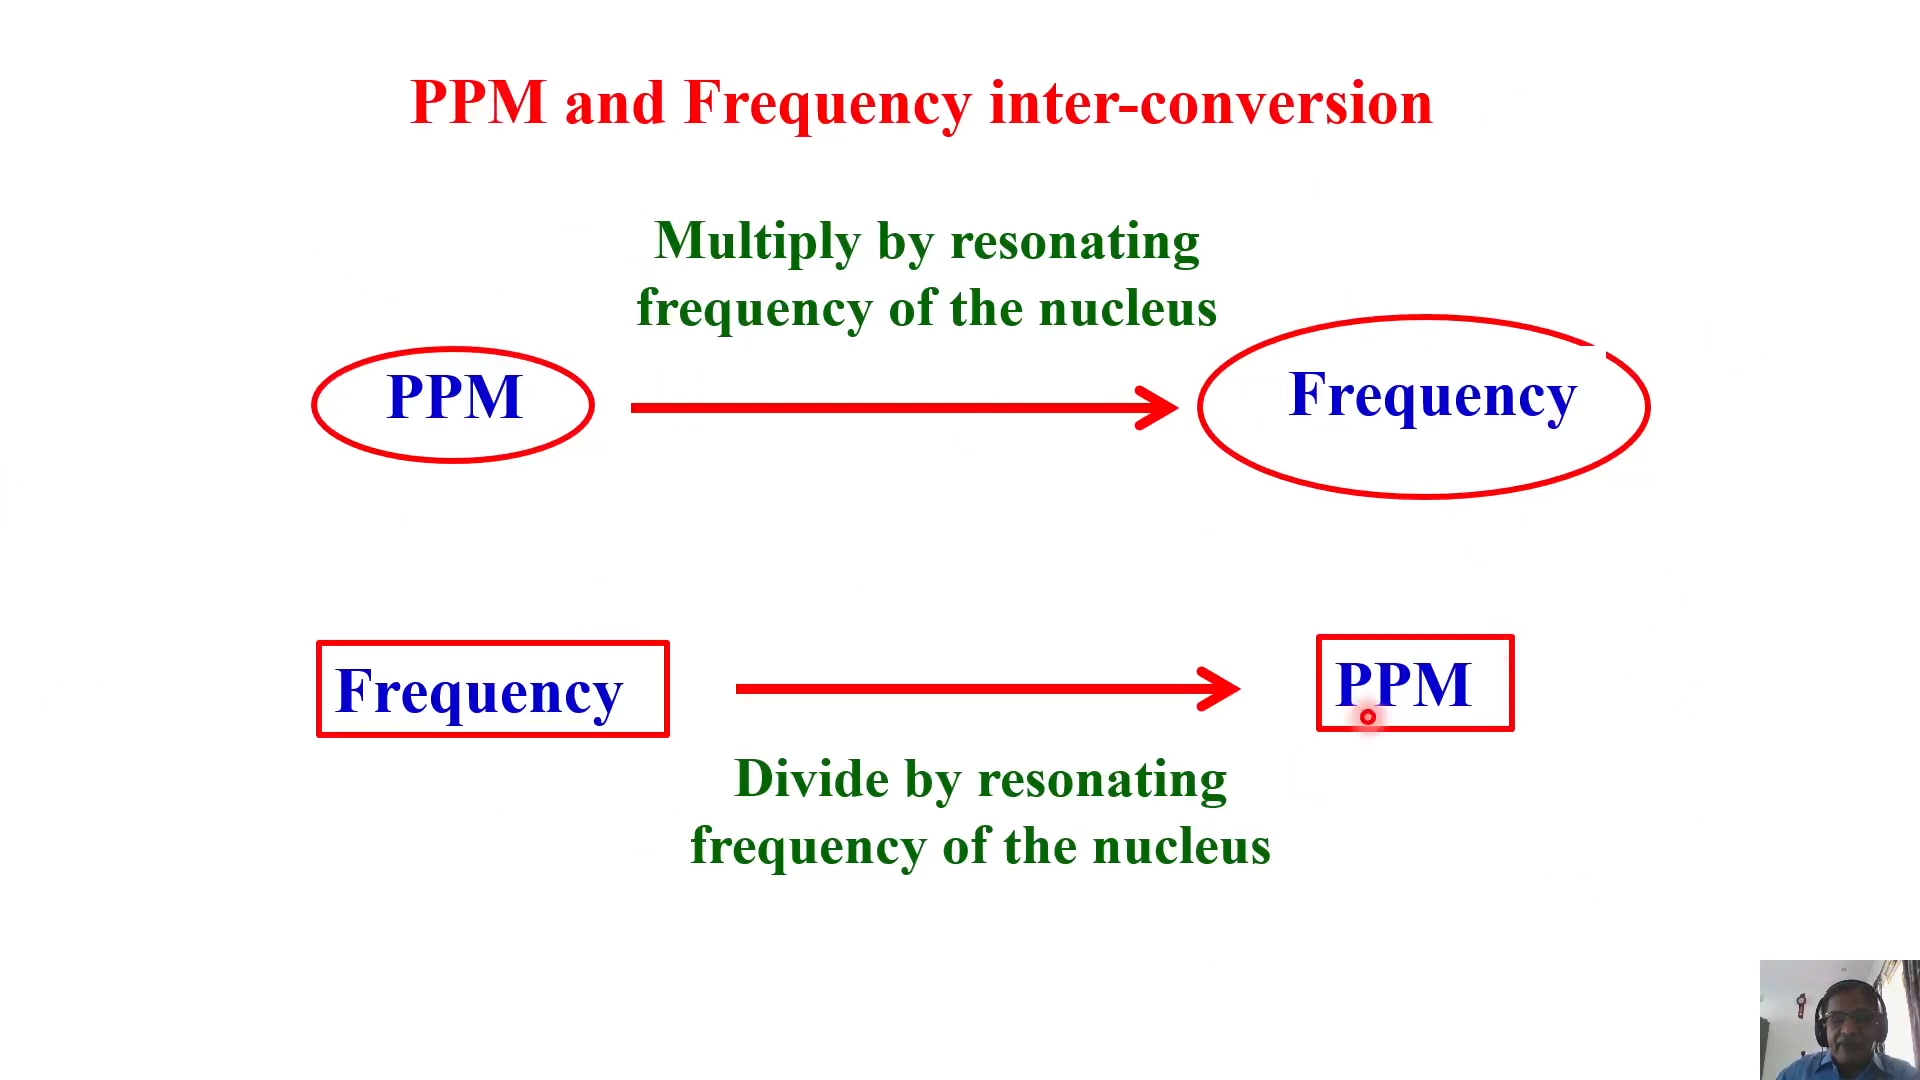 PPM and Frequency inter-conversion
Multiply by resonating
frequency of the nucleus
PPM
Frequency
Frequency
PPM
Divide by resonating
frequency of the nucleus